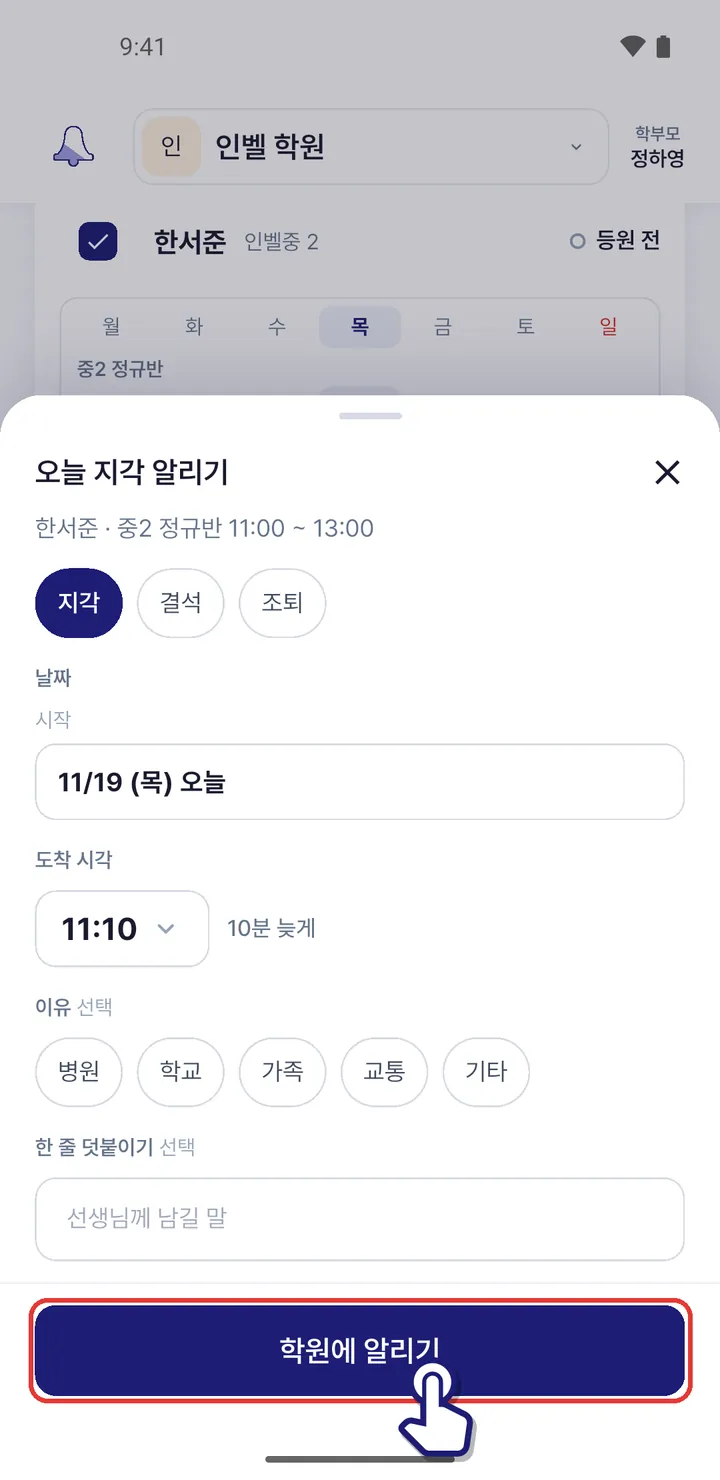 9:41
인 인벨 학원
학부모
정하영
한서준 인벨중 2 등원 전
월 화 수 목 금 토 일
중2 정규반
오늘 지각 알리기
한서준 · 중2 정규반 11:00 ~ 13:00
지각 결석 조퇴
날짜
시작
11/19 (목) 오늘
도착 시각
11:10 10분 늦게
이유 선택
병원 학교 가족 교통 기타
한 줄 덧붙이기 선택
선생님께 남길 말
학원에 알리기